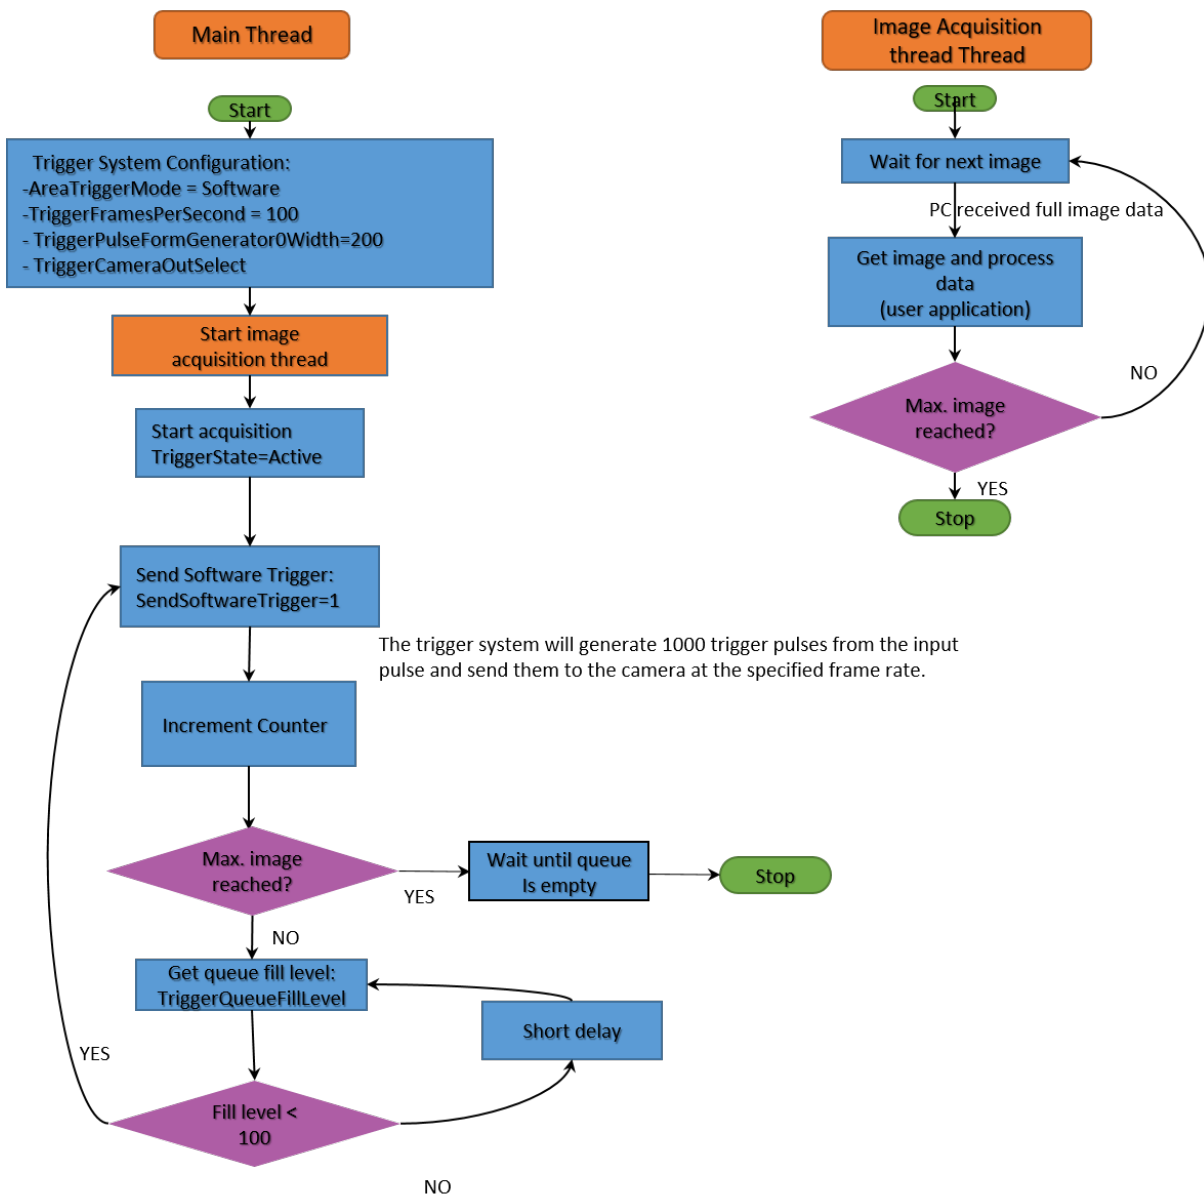 Main Thread
Start
Trigger System Configuration:
-AreaTriggerMode = Software
-TriggerFramesPerSecond = 100
- TriggerPulseFormGenerator0Width=200
- TriggerCameraOutSelect
Start image
acquisition thread
Start acquisition
TriggerState=Active
Send Software Trigger:
SendSoftwareTrigger=1
The trigger system will generate 1000 trigger pulses from the input
pulse and send them to the camera at the specified frame rate.
Increment Counter
Max. image
reached?
YES
Wait until queue
Is empty
Stop
NO
Get queue fill level:
TriggerQueueFillLevel
Short delay
YES
Fill level <
100
NO
Image Acquisition
thread Thread
Start
Wait for next image
PC received full image data
Get image and process
data
(user application)
NO
Max. image
reached?
YES
Stop